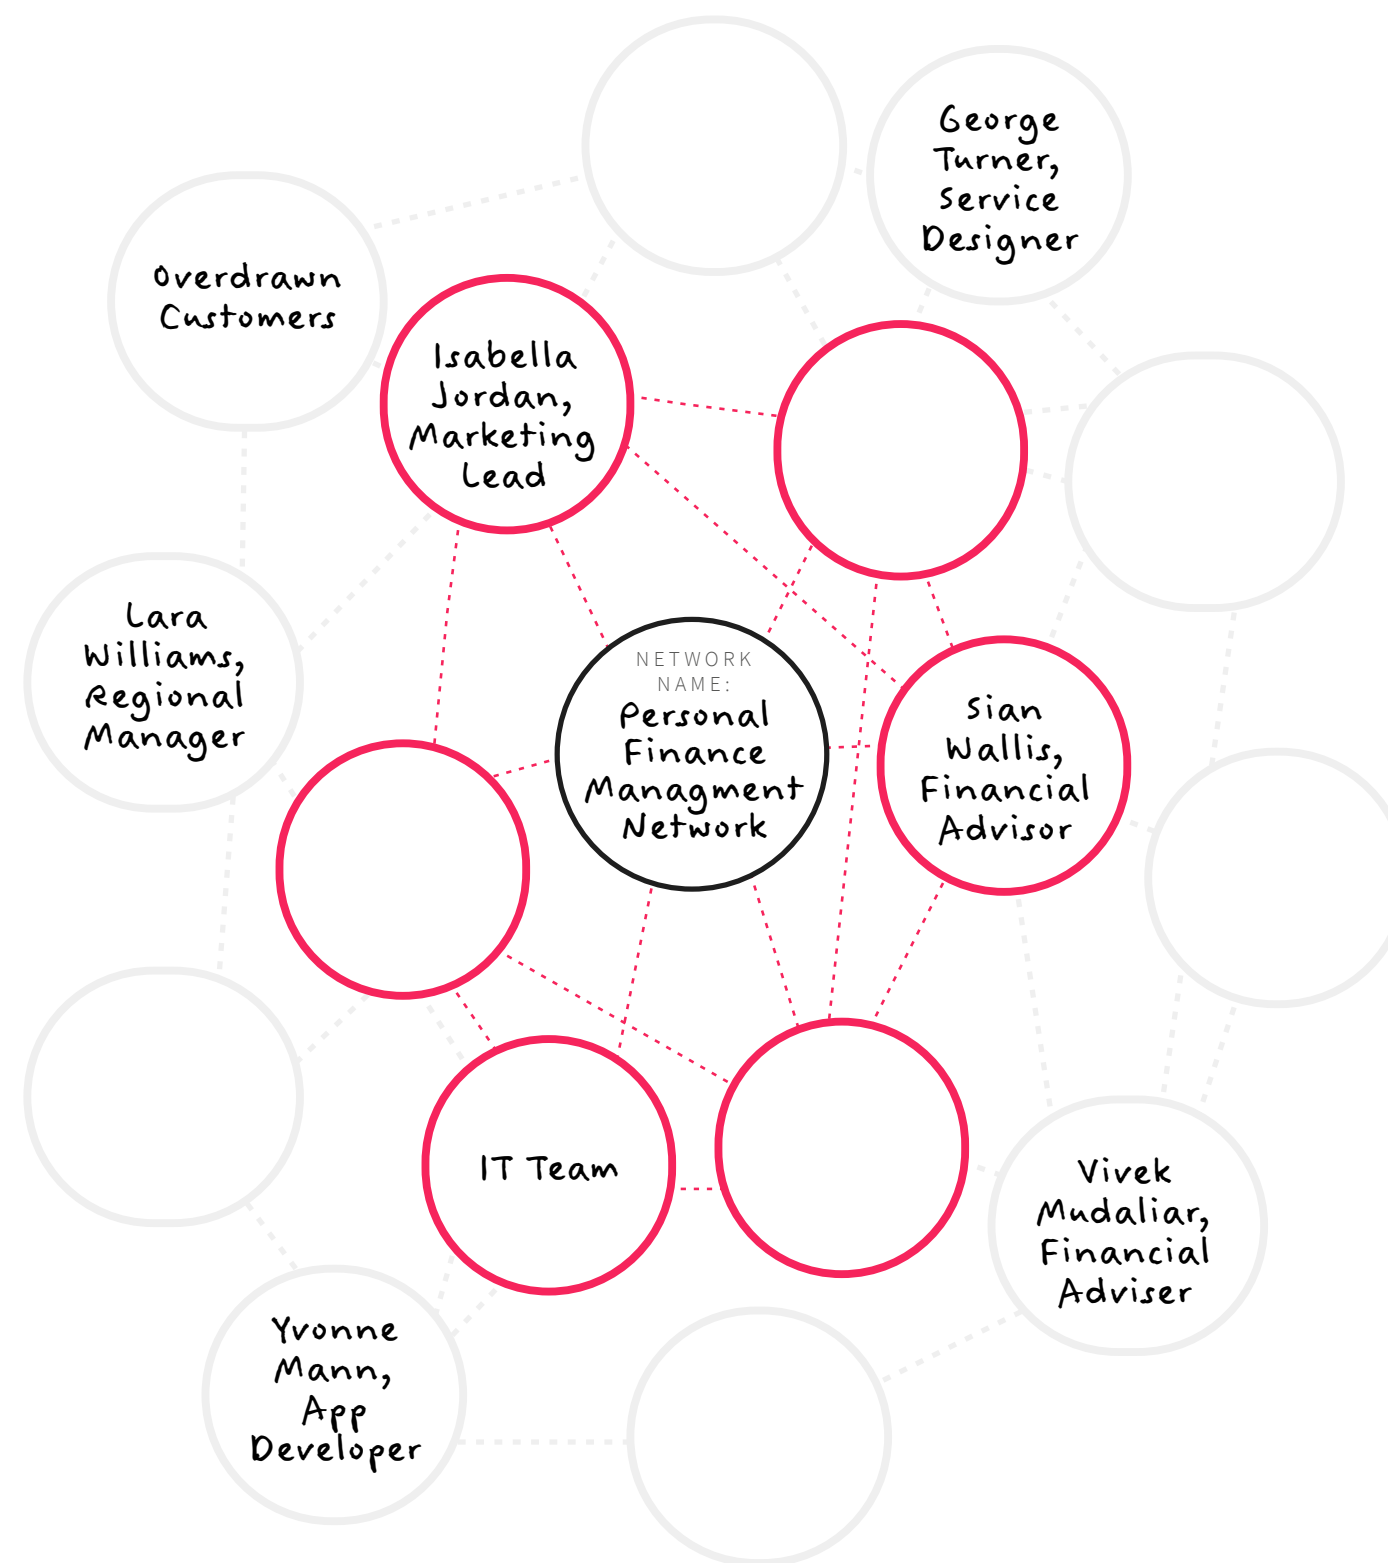 George
Turner,
Service
Designer
Overdrawn
Customers
Isabella
Jordan,
Marketing
Lead
Lara
Williams,
Regional
Manager
NETWORK
NAME:
Personal
Finance
Managment
Network
Sian
Wallis,
Financial
Advisor
IT Team
Vivek
Mudaliar,
Financial
Adviser
Yvonne
Mann,
App
Developer